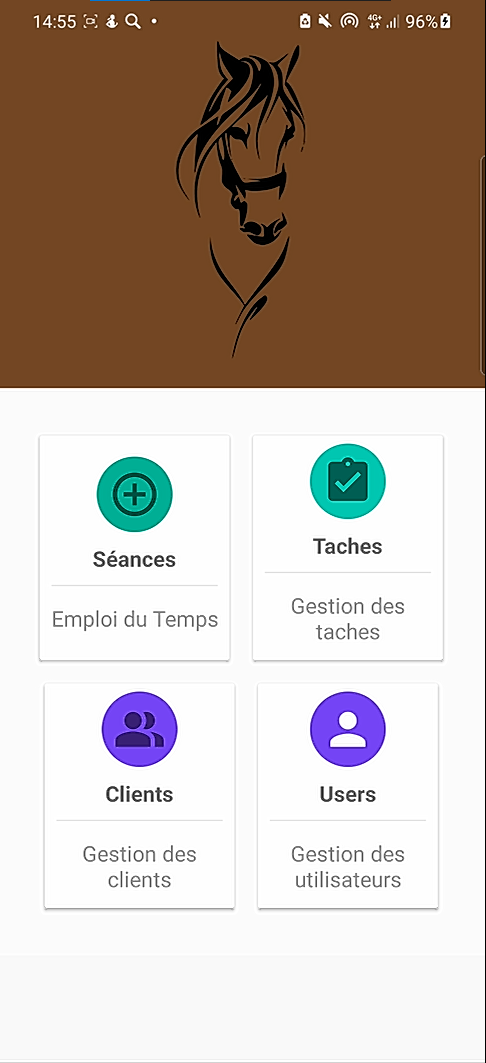 14:55 4G+ 96%
Séances
Emploi du Temps
Taches
Gestion des
taches
Clients
Gestion des
clients
Users
Gestion des
utilisateurs